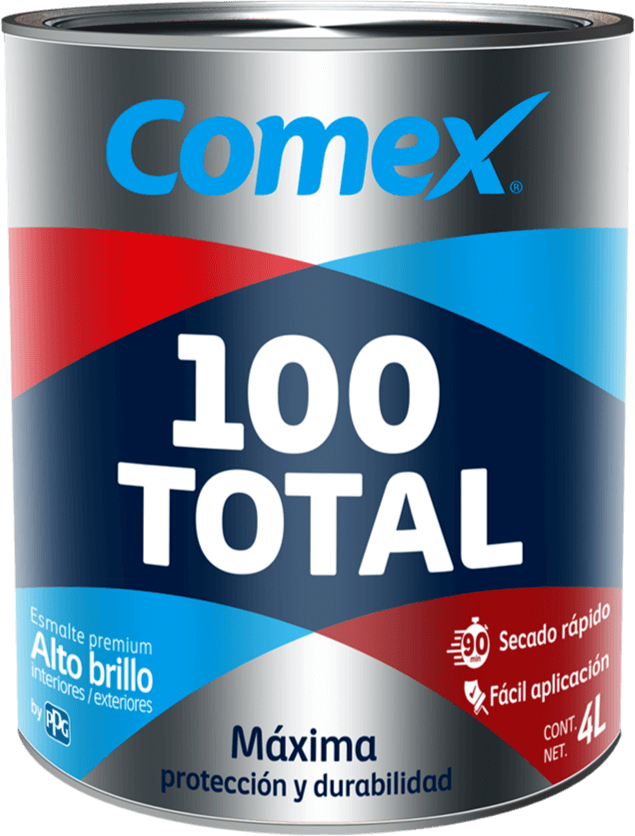 Comex®
100
TOTAL
Esmalte premium
Alto brillo
interiores/exteriores
by PPG
90
min
Secado rápido
Fácil aplicación
CONT.
NET. 4L
Máxima
protección y durabilidad